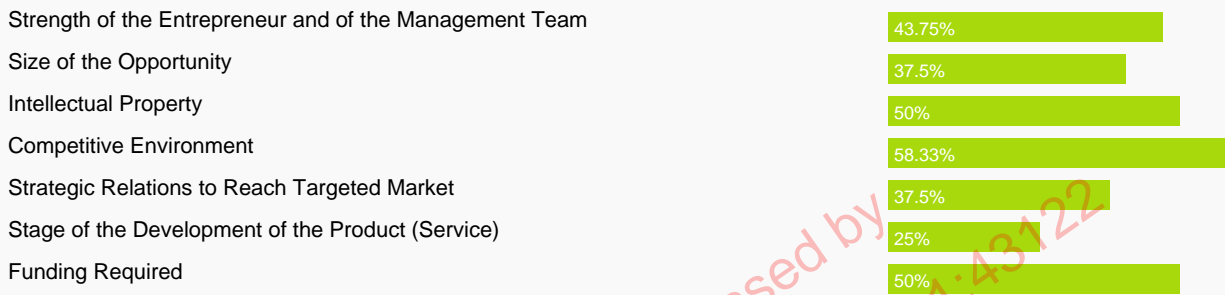 Strength of the Entrepreneur and of the Management Team 43.75%
Size of the Opportunity 37.5%
Intellectual Property 50%
Competitive Environment 58.33%
Strategic Relations to Reach Targeted Market 37.5%
Stage of the Development of the Product (Service) 25%
Funding Required 50%
by